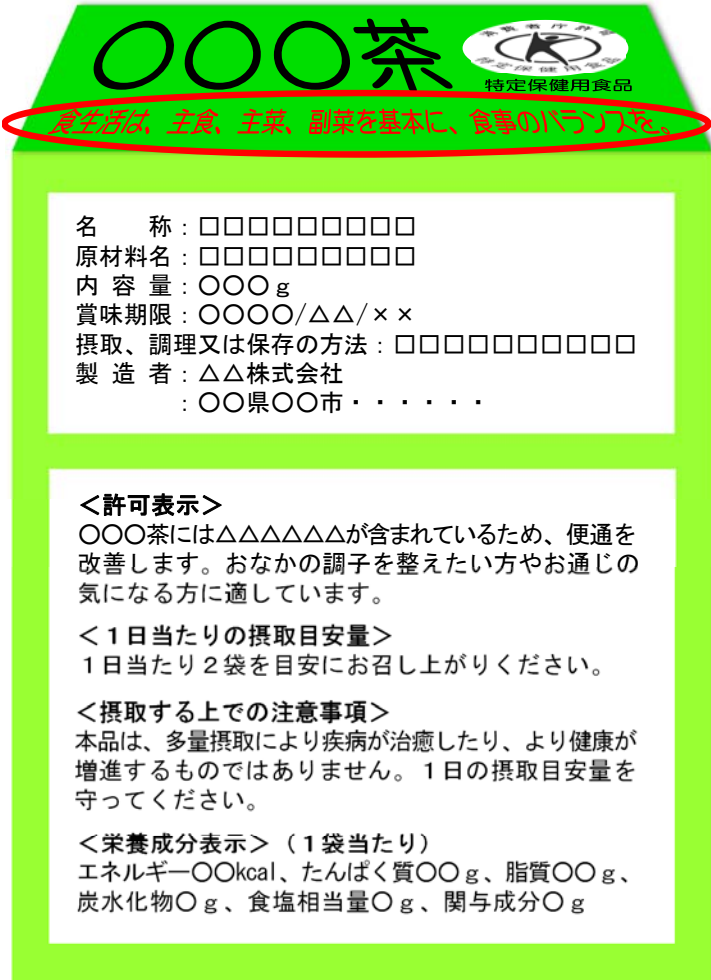 〇〇〇茶
消費者庁許可
特定保健用食品
特定保健用食品
食生活は、主食、主菜、副菜を基本に、食事のバランスを。
名　　称：□□□□□□□□□
原材料名：□□□□□□□□□
内 容 量：〇〇〇ｇ
賞味期限：〇〇〇〇/△△/××
摂取、調理又は保存の方法：□□□□□□□□□□
製 造 者：△△株式会社
：〇〇県〇〇市・・・・・・
＜許可表示＞
〇〇〇茶には△△△△△△が含まれているため、便通を
改善します。おなかの調子を整えたい方やお通じの
気になる方に適しています。
＜１日当たりの摂取目安量＞
１日当たり２袋を目安にお召し上がりください。
＜摂取する上での注意事項＞
本品は、多量摂取により疾病が治癒したり、より健康が
増進するものではありません。１日の摂取目安量を
守ってください。
＜栄養成分表示＞（１袋当たり）
エネルギー〇〇kcal、たんぱく質〇〇ｇ、脂質〇〇ｇ、
炭水化物〇ｇ、食塩相当量〇ｇ、関与成分〇ｇ